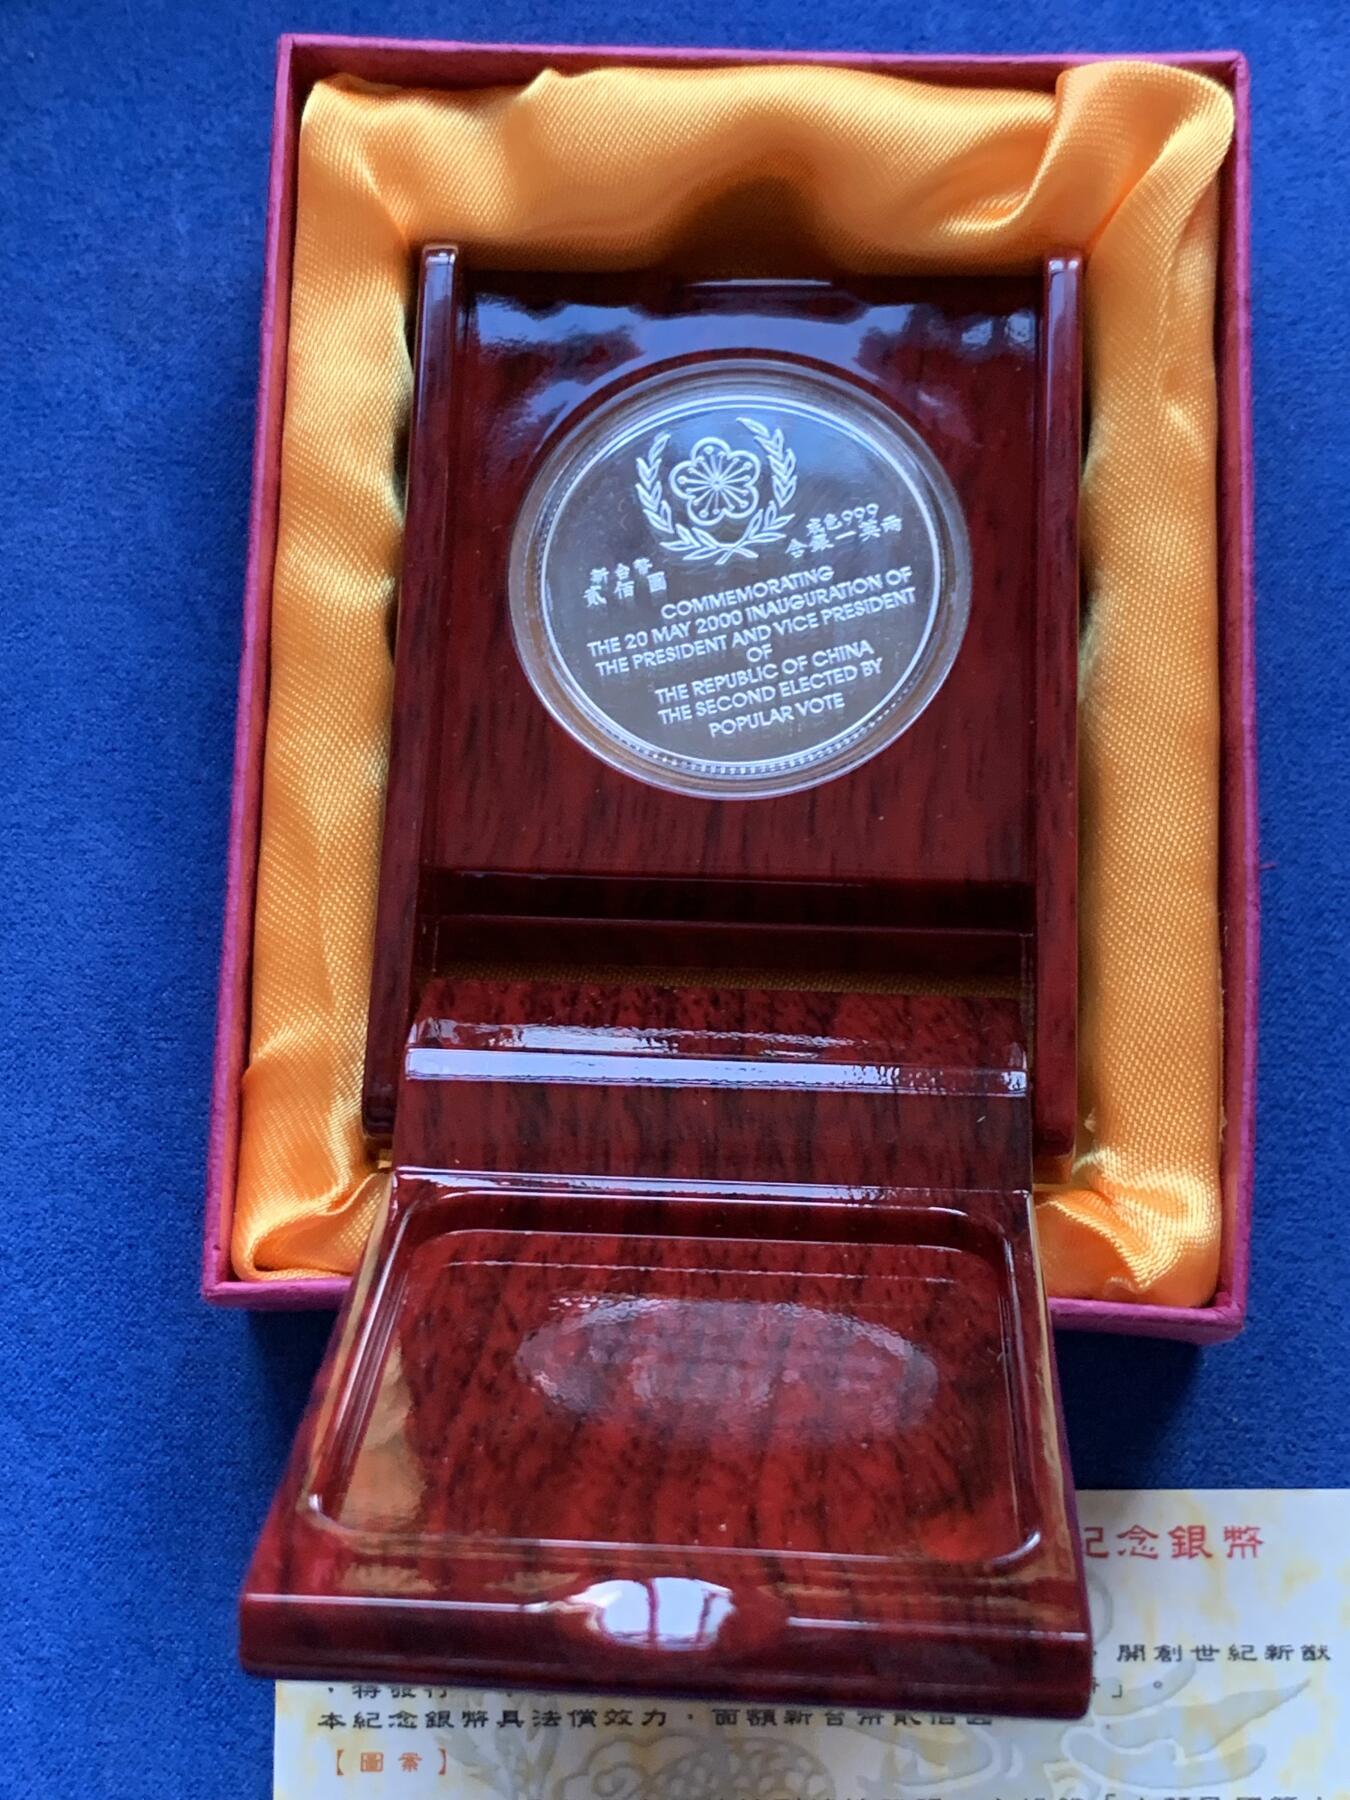 成色999
含銀一英兩
新台幣
貳佰圓
COMMEMORATING
THE 20 MAY 2000 INAUGURATION OF
THE PRESIDENT AND VICE PRESIDENT
OF
THE REPUBLIC OF CHINA
THE SECOND ELECTED BY
POPULAR VOTE
紀念銀幣
，開創世紀新猷
，特發行
」。
本紀念銀幣具法償效力，面額新台幣貳佰圓
【圖案】